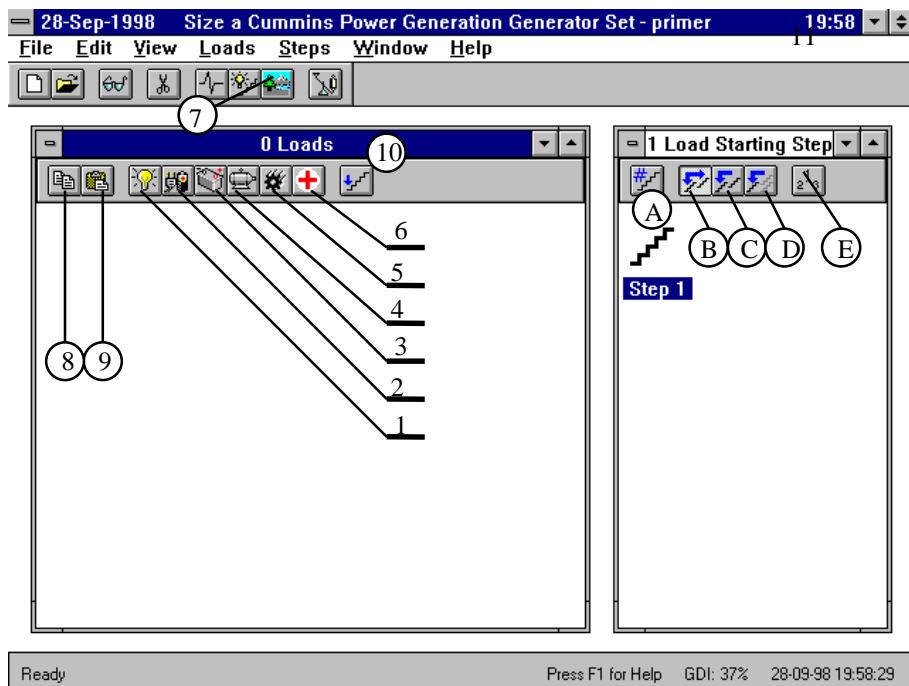 28-Sep-1998 Size a Cummins Power Generation Generator Set - primer 19:58
11
File Edit View Loads Steps Window Help
7
0 Loads
10
1 Load Starting Step
#
2 3
A
B
C
D
E
6
5
4
3
2
1
8
9
Step 1
Ready Press F1 for Help GDI: 37% 28-09-98 19:58:29